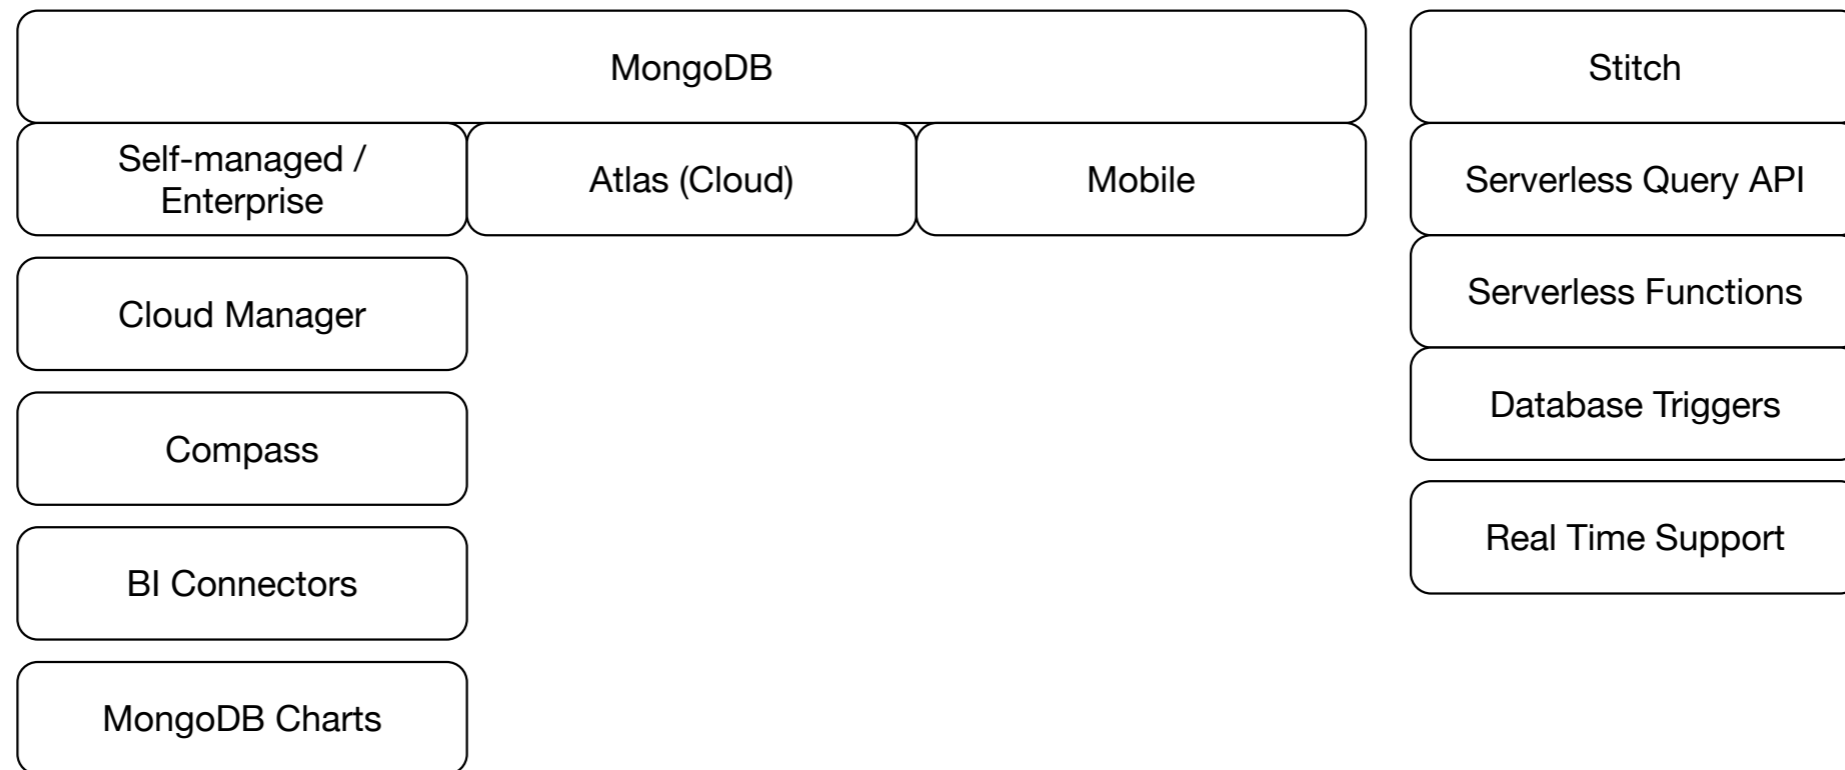 MongoDB
Stitch
Self-managed /
Enterprise
Atlas (Cloud)
Mobile
Serverless Query API
Cloud Manager
Serverless Functions
Compass
Database Triggers
BI Connectors
Real Time Support
MongoDB Charts